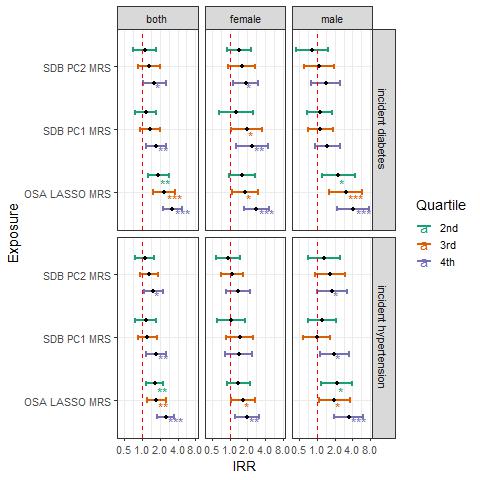 both female male
SDB PC2 MRS
*
*
SDB PC1 MRS
*
**
**
OSA LASSO MRS
**
*
***
*
***
***
***
***
incident diabetes
SDB PC2 MRS
*
*
SDB PC1 MRS
**
*
OSA LASSO MRS
**
*
**
*
*
***
**
***
incident hypertension
0.5 1.0 2.0 4.0 8.0 0.5 1.0 2.0 4.0 8.0 0.5 1.0 2.0 4.0 8.0
IRR
Exposure
Quartile
a 2nd
a 3rd
a 4th